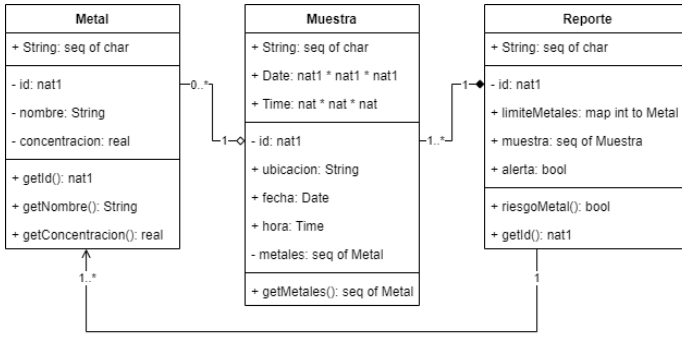 Metal
+ String: seq of char
- id: nat1
- nombre: String
- concentracion: real
+ getId(): nat1
+ getNombre(): String
+ getConcentracion(): real
Muestra
+ String: seq of char
+ Date: nat1 * nat1 * nat1
+ Time: nat * nat * nat
- id: nat1
+ ubicacion: String
+ fecha: Date
+ hora: Time
- metales: seq of Metal
+ getMetales(): seq of Metal
Reporte
+ String: seq of char
- id: nat1
+ limiteMetales: map int to Metal
+ muestra: seq of Muestra
+ alerta: bool
+ riesgoMetal(): bool
+ getId(): nat1
0..*
1
1..*
1
1..*
1